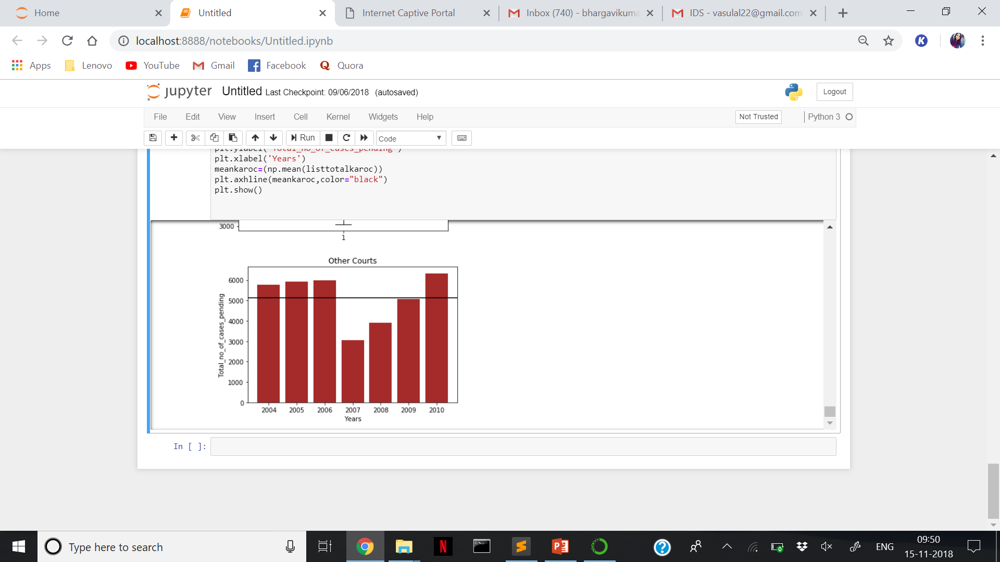 Home
Untitled
Internet Captive Portal
Inbox (740) - bhargavikuma
IDS - vasulal22@gmail.com
localhost:8888/notebooks/Untitled.ipynb
K
Apps
Lenovo
YouTube
Gmail
Facebook
Quora
jupyter
Untitled Last Checkpoint: 09/06/2018 (autosaved)
Logout
File Edit View Insert Cell Kernel Widgets Help
Not Trusted
Python 3
Run
Code
plt.ylabel('Total_no_of_cases_pending')
plt.xlabel('Years')
meankaroc=(np.mean(listtotalkaroc))
plt.axhline(meankaroc,color="black")
plt.show()
3000
1
Other Courts
6000
5000
4000
3000
2000
1000
0
Total_no_of_cases_pending
2004 2005 2006 2007 2008 2009 2010
Years
In [ ]:
Type here to search
ENG
09:50
15-11-2018